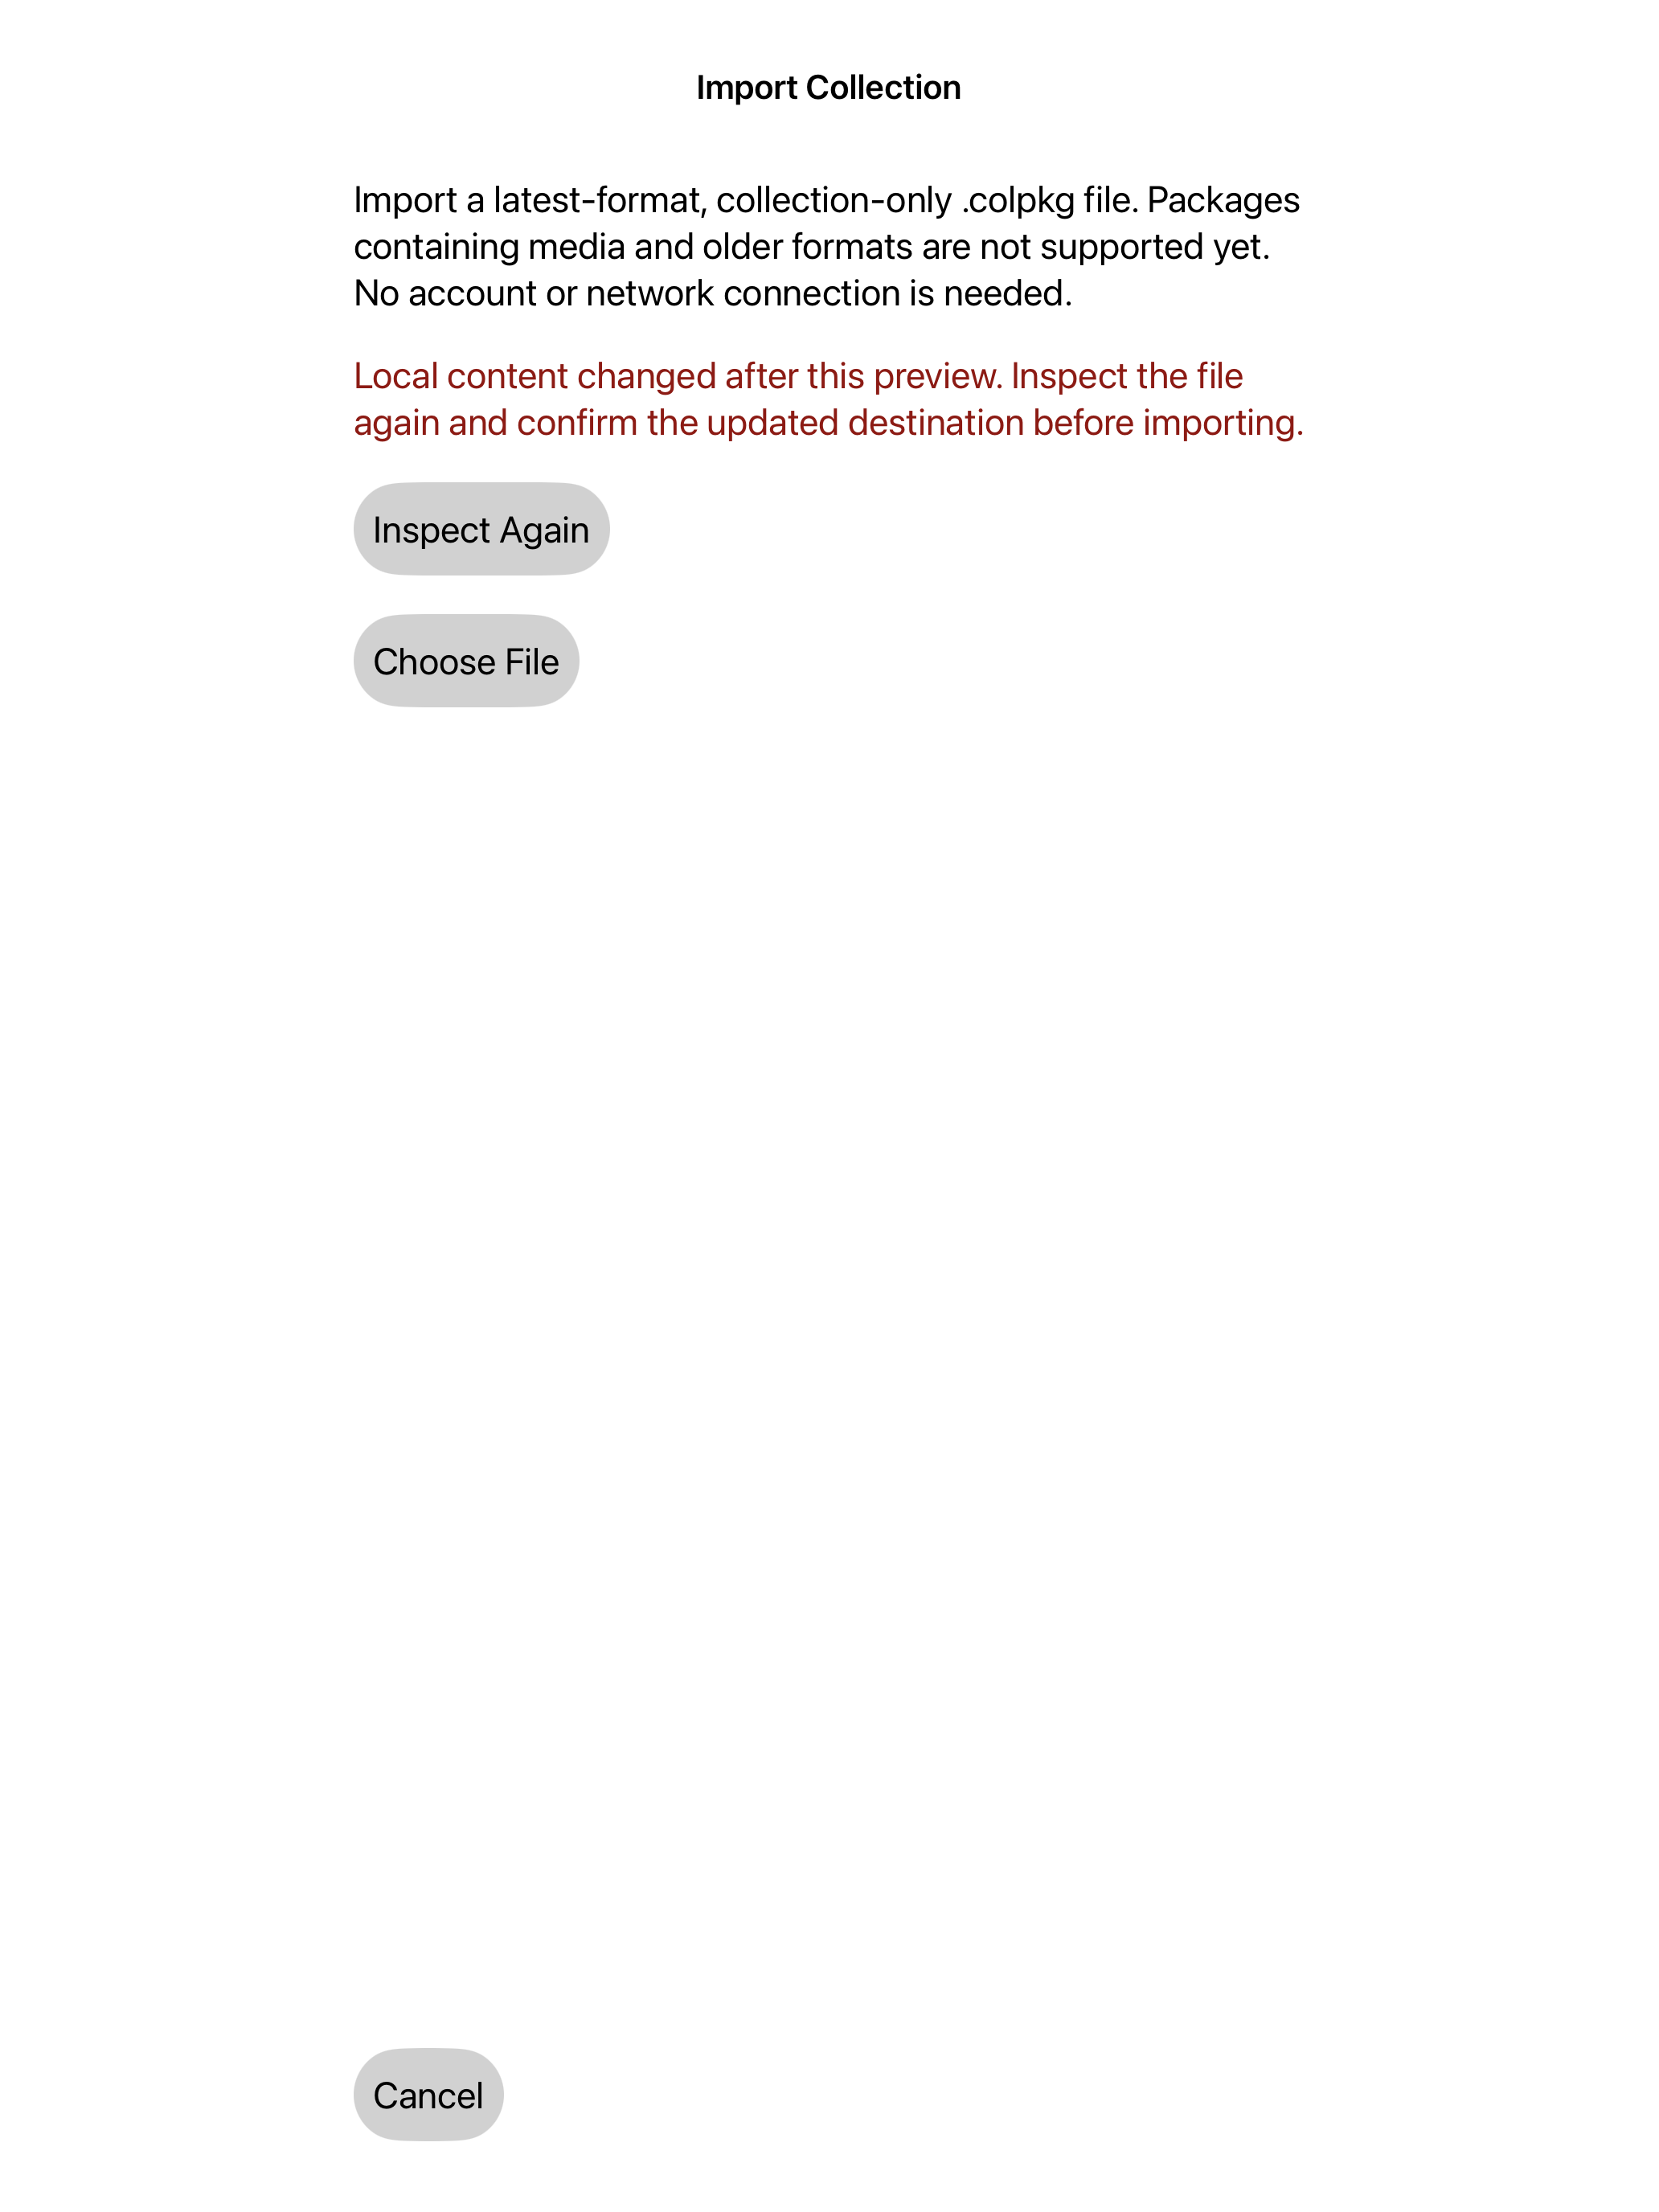 Import Collection
Import a latest-format, collection-only .colpkg file. Packages
containing media and older formats are not supported yet.
No account or network connection is needed.
Local content changed after this preview. Inspect the file
again and confirm the updated destination before importing.
Inspect Again
Choose File
Cancel